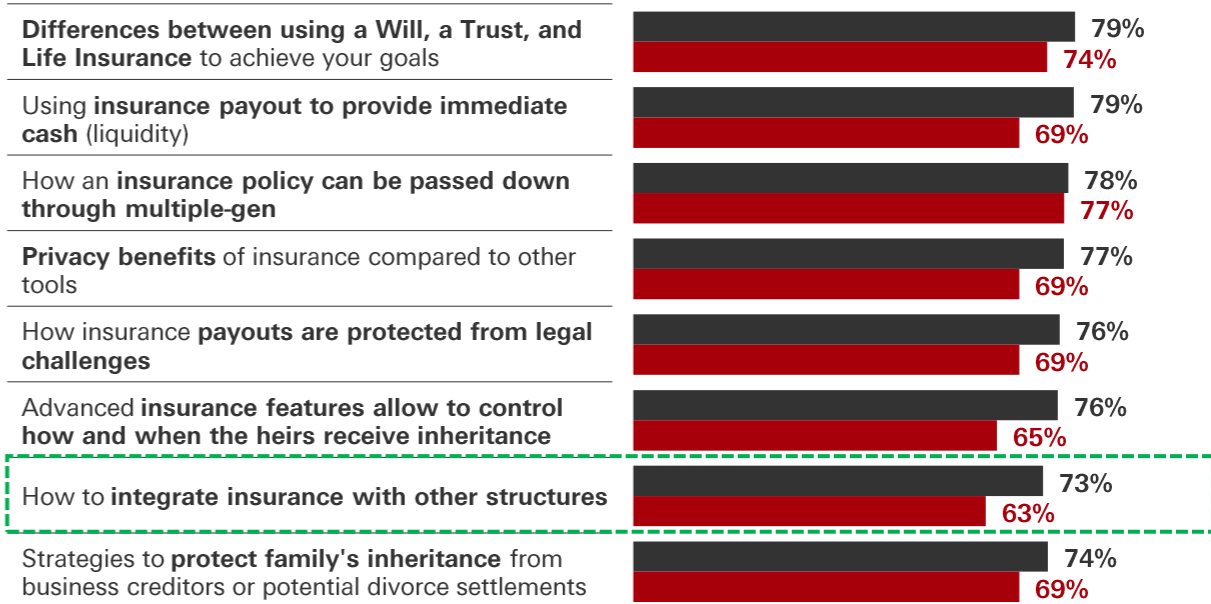 Differences between using a Will, a Trust, and
Life Insurance to achieve your goals
79%
74%
Using insurance payout to provide immediate
cash (liquidity)
79%
69%
How an insurance policy can be passed down
through multiple-gen
78%
77%
Privacy benefits of insurance compared to other
tools
77%
69%
How insurance payouts are protected from legal
challenges
76%
69%
Advanced insurance features allow to control
how and when the heirs receive inheritance
76%
65%
How to integrate insurance with other structures
73%
63%
Strategies to protect family's inheritance from
business creditors or potential divorce settlements
74%
69%